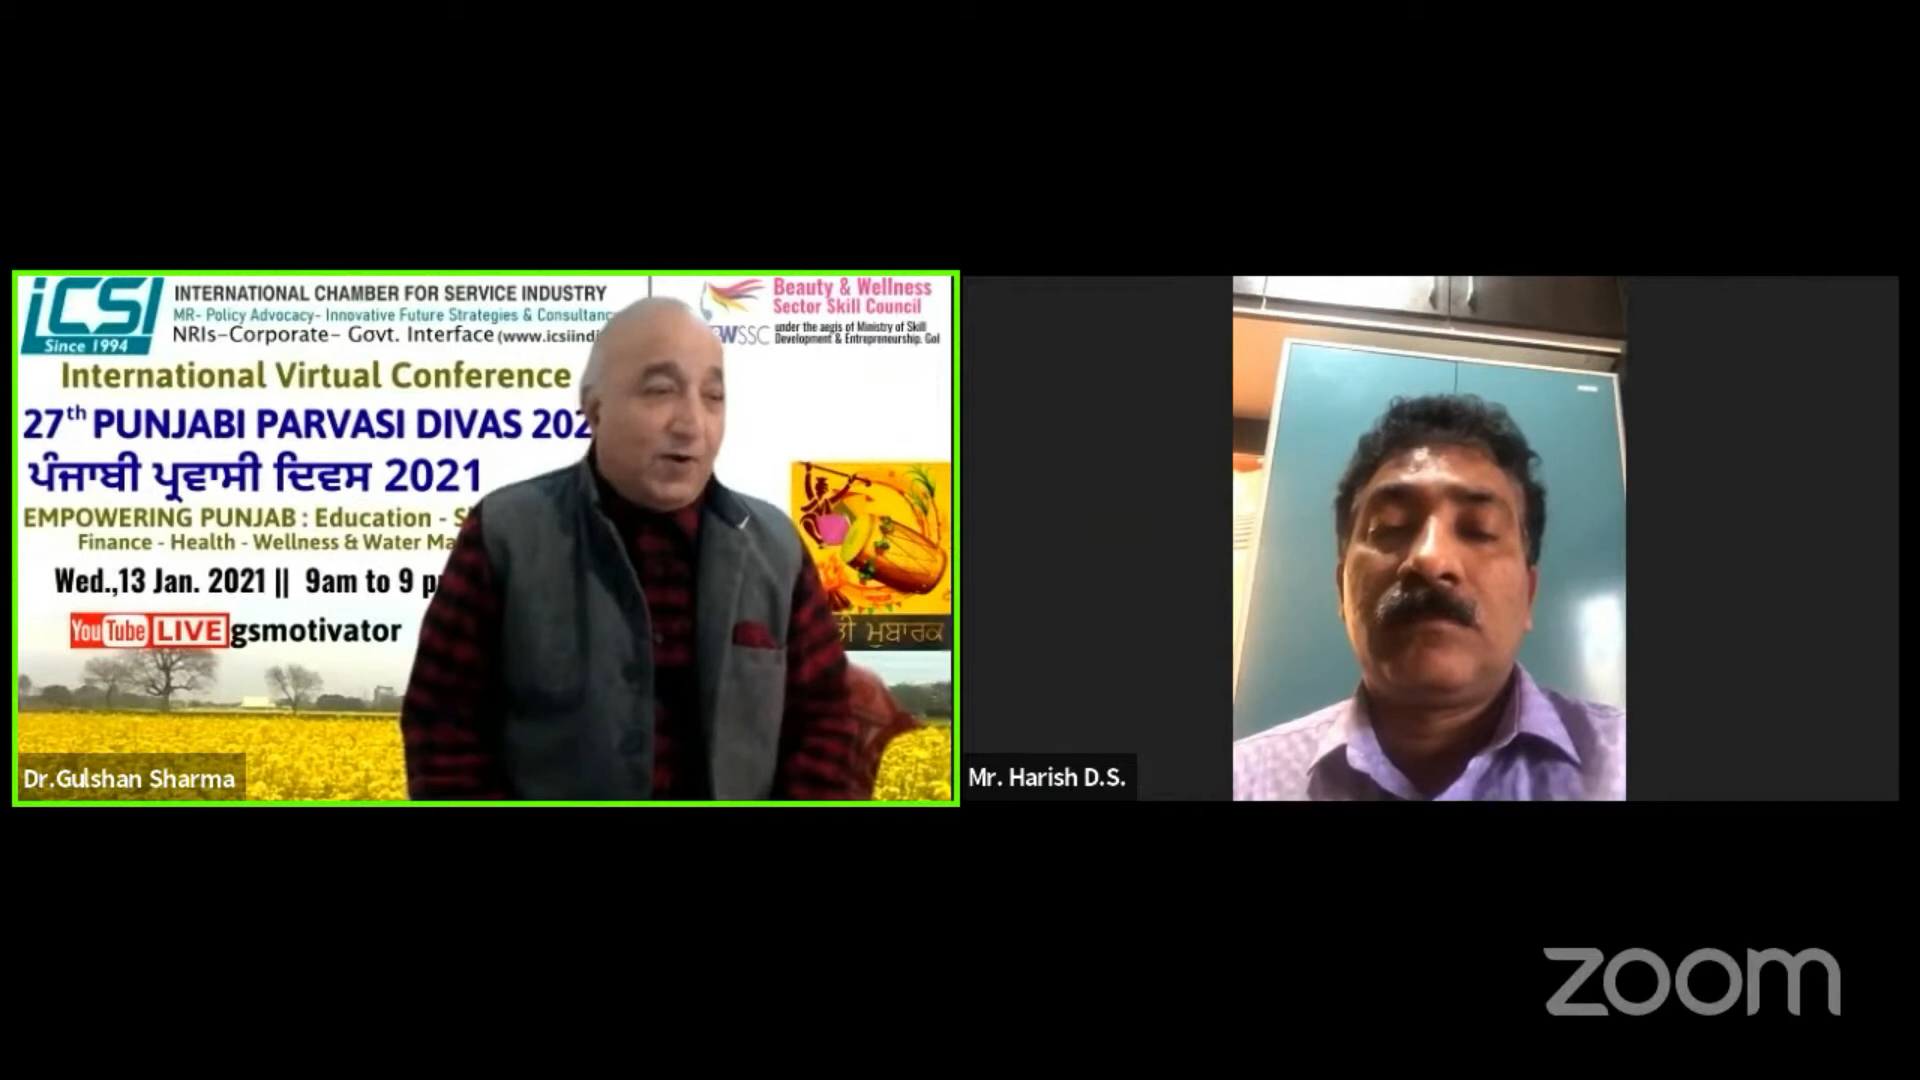 iCSI
Since 1994
INTERNATIONAL CHAMBER FOR SERVICE INDUSTRY
MR- Policy Advocacy- Innovative Future Strategies & Consultanc
NRIs-Corporate- Govt. Interface (www.icsiindi
Beauty & Wellness
Sector Skill Council
WSSC
under the aegis of Ministry of Skill
Development & Entrepreneurship. GoI
International Virtual Conference
27th PUNJABI PARVASI DIVAS 202
ਪੰਜਾਬੀ ਪ੍ਰਵਾਸੀ ਦਿਵਸ 2021
EMPOWERING PUNJAB : Education - S
Finance - Health - Wellness & Water Ma
Wed.,13 Jan. 2021 || 9am to 9 p
YouTube LIVE gsmotivator
ਮੁਬਾਰਕ
Dr.Gulshan Sharma
Mr. Harish D.S.
zoom